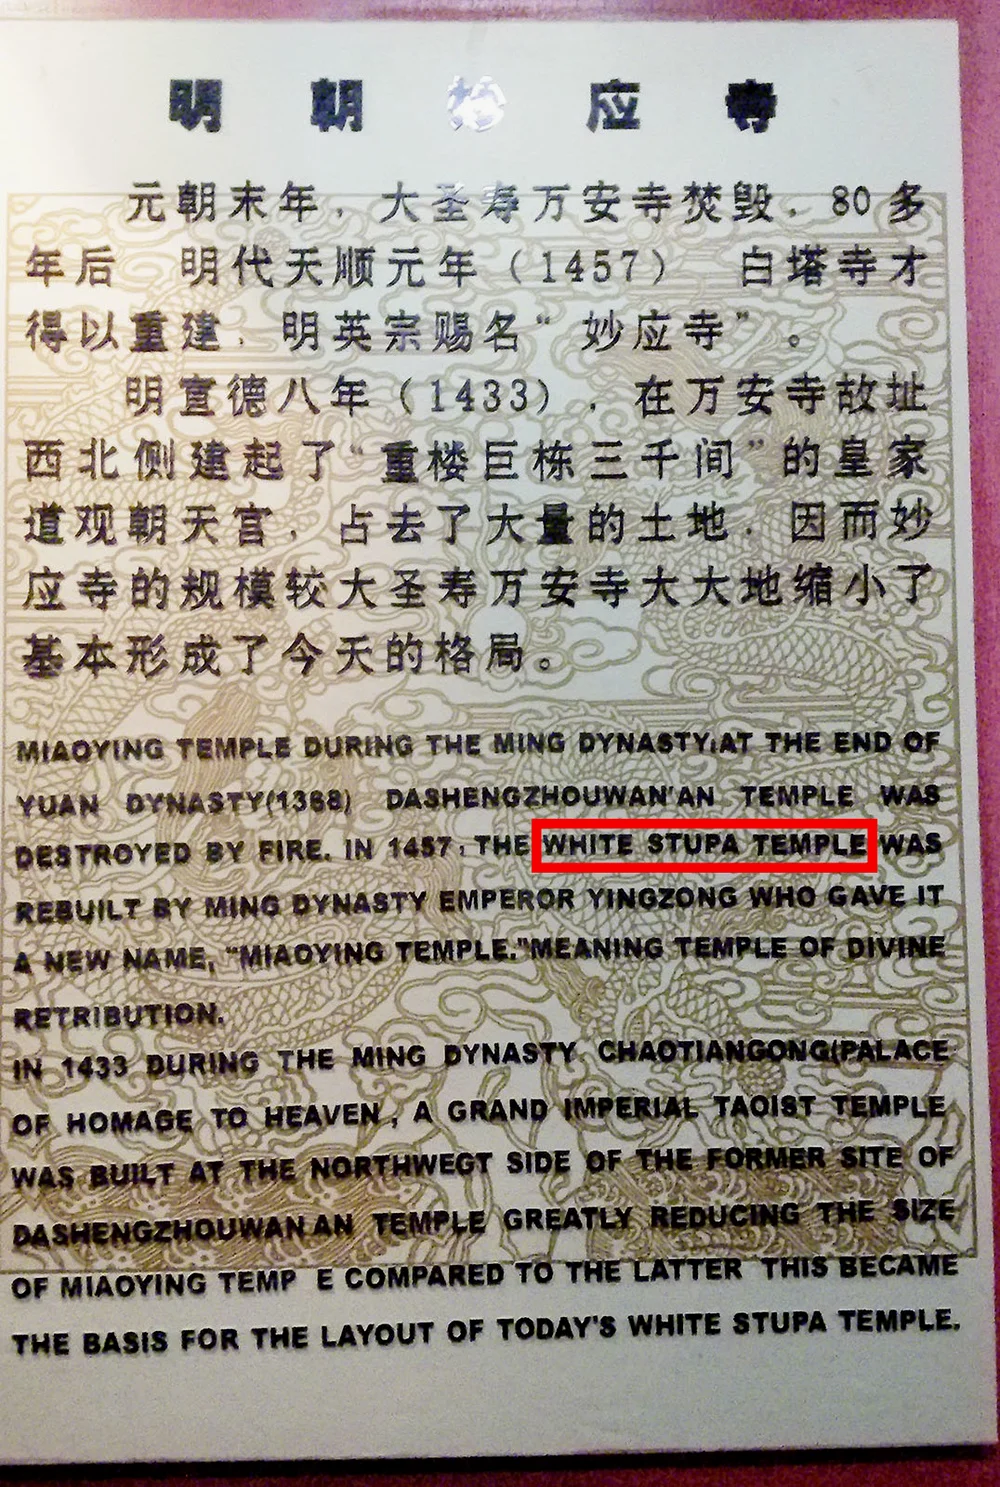 明朝妙应寺
元朝末年，大圣寿万安寺焚毁，80多
年后 明代天顺元年（1457） 白塔寺才
得以重建，明英宗赐名“妙应寺”。
明宣德八年（1433），在万安寺故址
西北侧建起了“重楼巨栋三千间”的皇家
道观朝天宫，占去了大量的土地，因而妙
应寺的规模较大圣寿万安寺大大地缩小了
基本形成了今天的格局。
MIAOYING TEMPLE DURING THE MING DYNASTY:AT THE END OF
YUAN DYNASTY(1368) DASHENGZHOUWAN'AN TEMPLE WAS
DESTROYED BY FIRE. IN 1457, THE WHITE STUPA TEMPLE WAS
REBUILT BY MING DYNASTY EMPEROR YINGZONG WHO GAVE IT
A NEW NAME, "MIAOYING TEMPLE."MEANING TEMPLE OF DIVINE
RETRIBUTION.
IN 1433 DURING THE MING DYNASTY, CHAOTIANGONG(PALACE
OF HOMAGE TO HEAVEN, A GRAND IMPERIAL TAOIST TEMPLE
WAS BUILT AT THE NORTHWEGT SIDE OF THE FORMER SITE OF
DASHENGZHOUWAN AN TEMPLE GREATLY REDUCING THE SIZE
OF MIAOYING TEMP E COMPARED TO THE LATTER THIS BECAME
THE BASIS FOR THE LAYOUT OF TODAY'S WHITE STUPA TEMPLE.